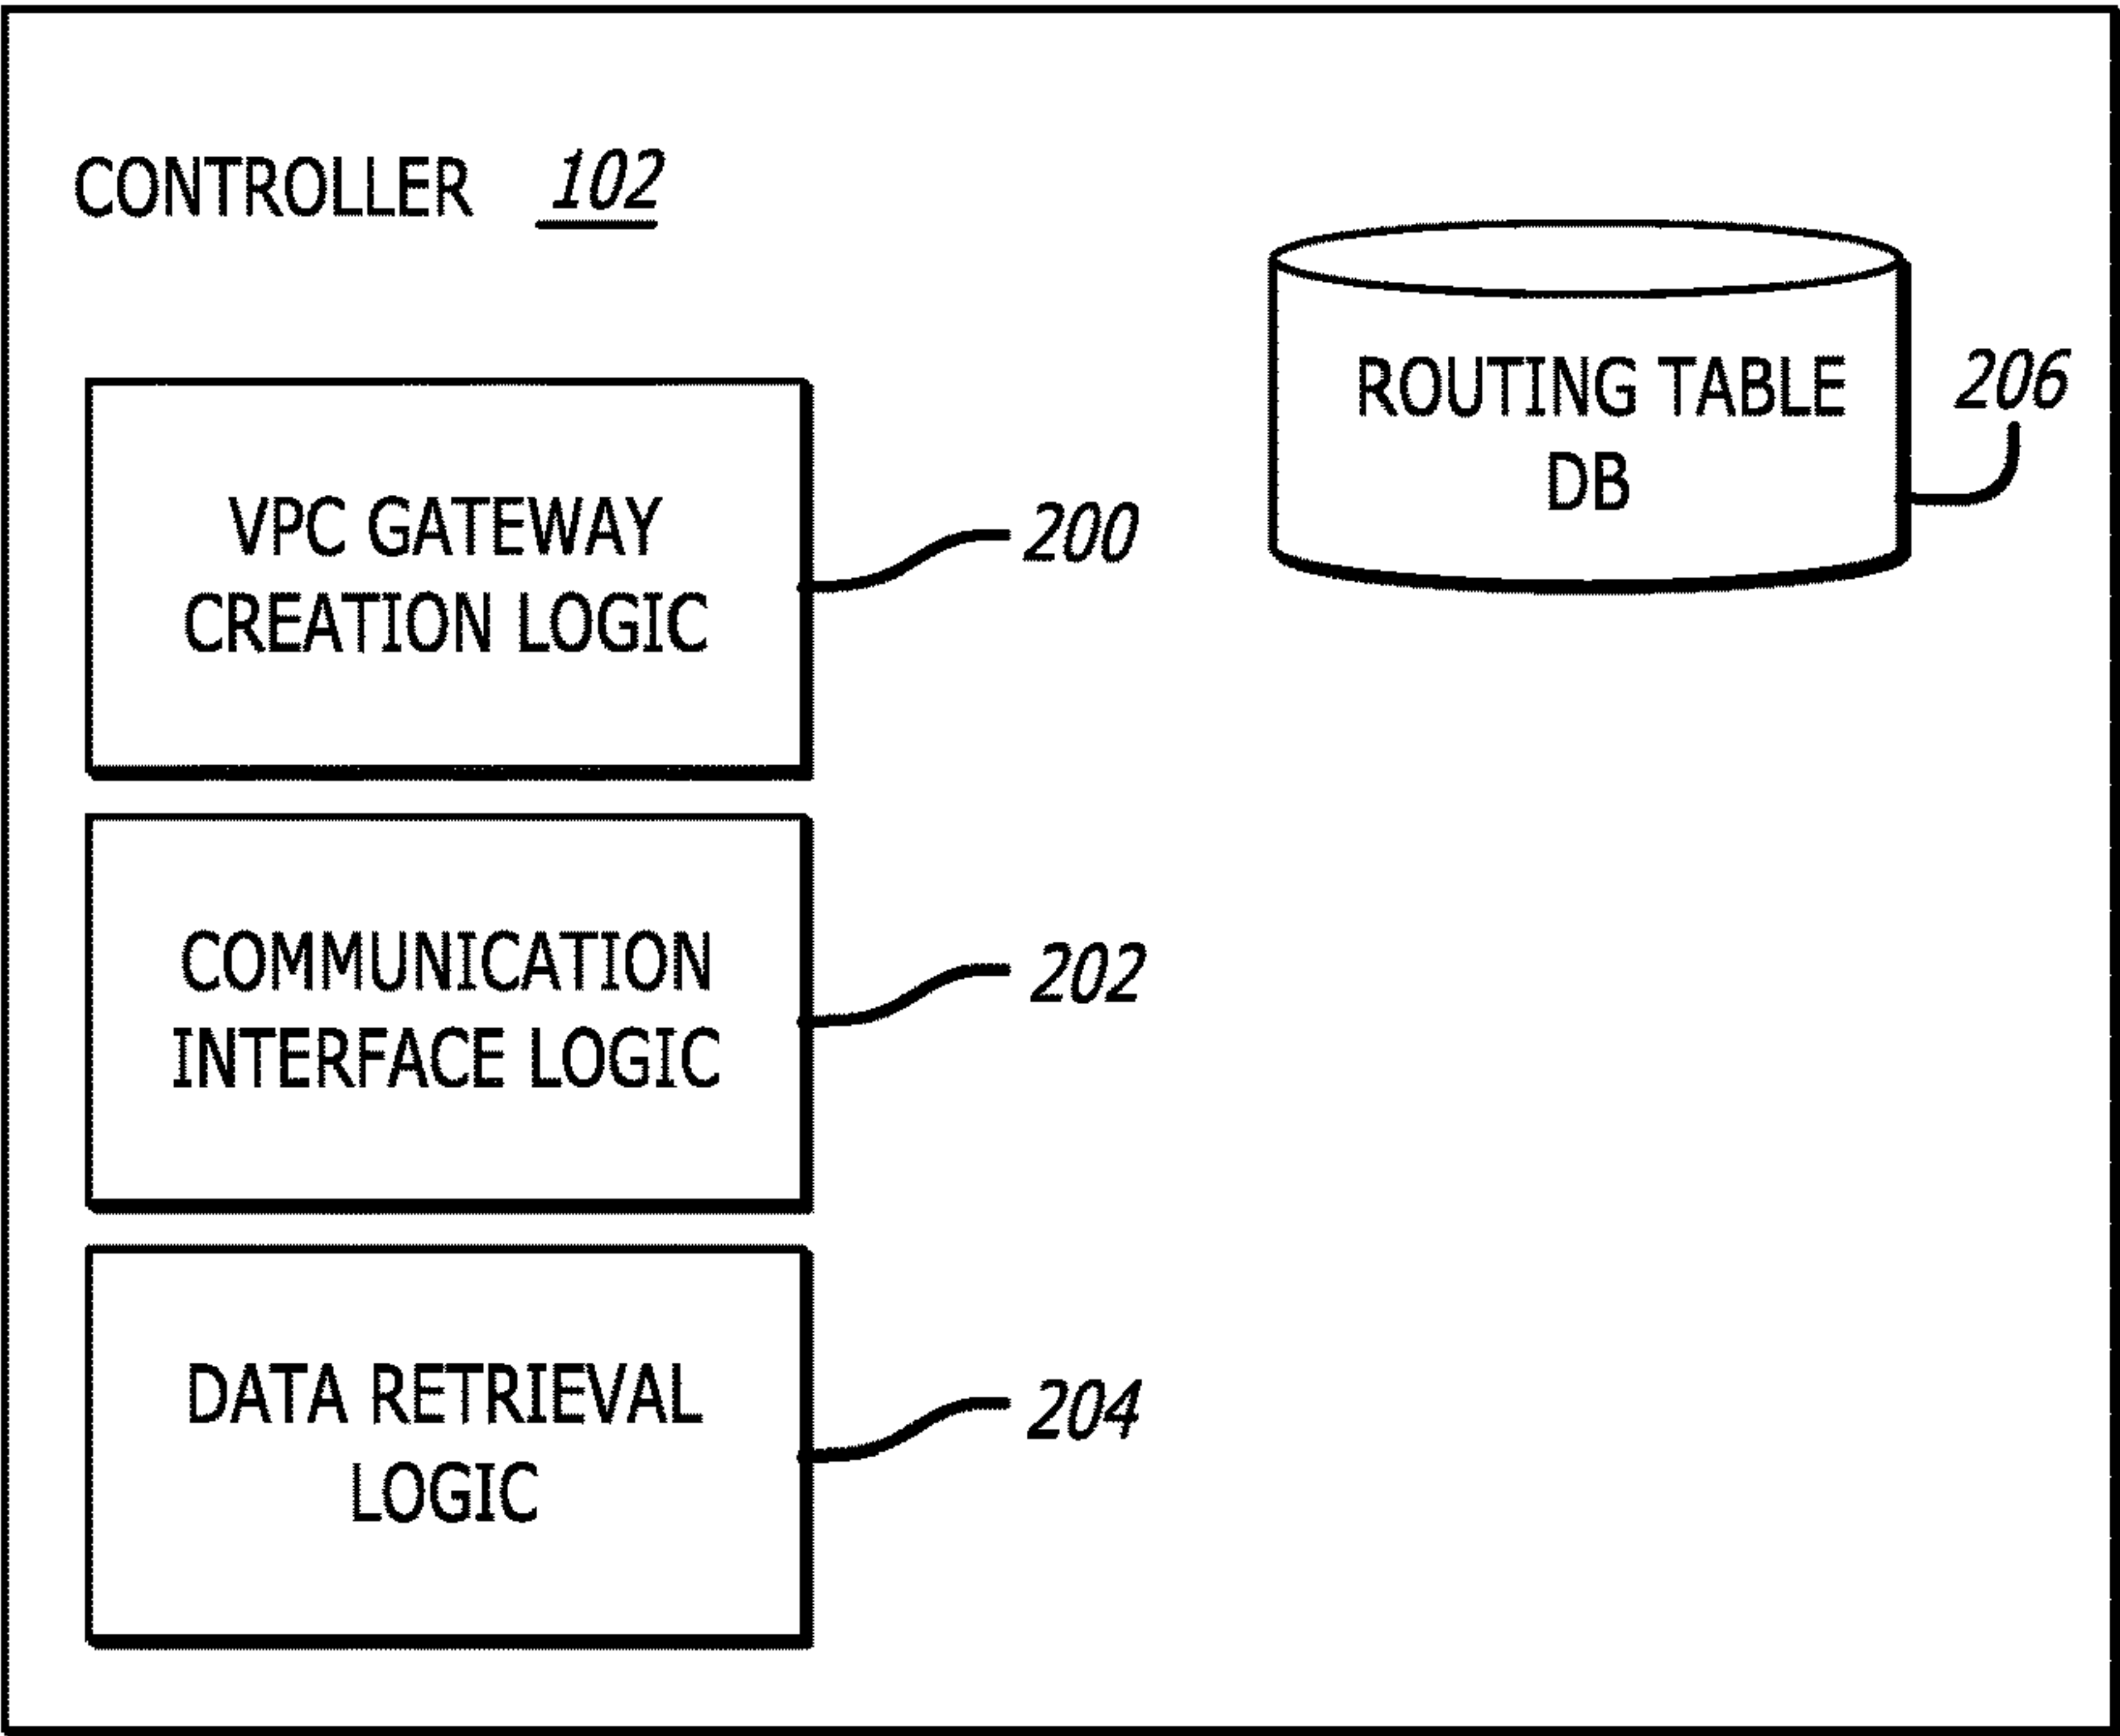 CONTROLLER 102
ROUTING TABLE
DB
206
VPC GATEWAY
CREATION LOGIC
200
COMMUNICATION
INTERFACE LOGIC
202
DATA RETRIEVAL
LOGIC
204